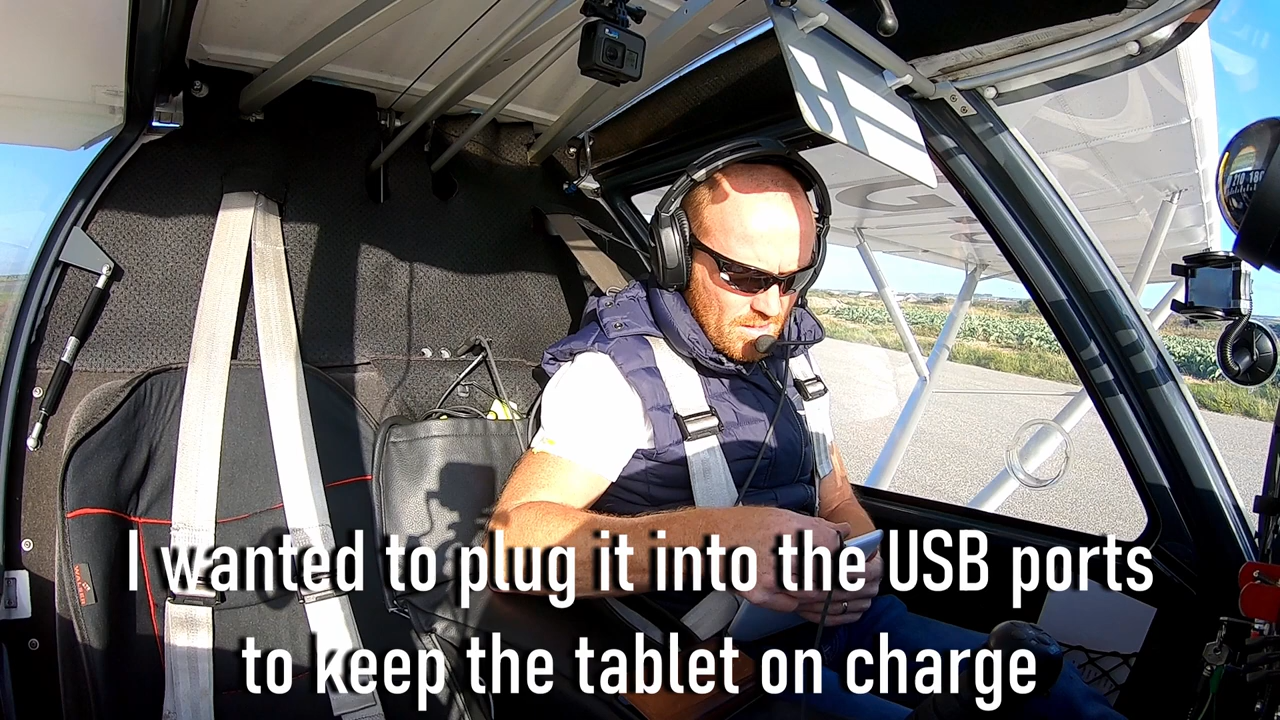 I wanted to plug it into the USB ports
to keep the tablet on charge